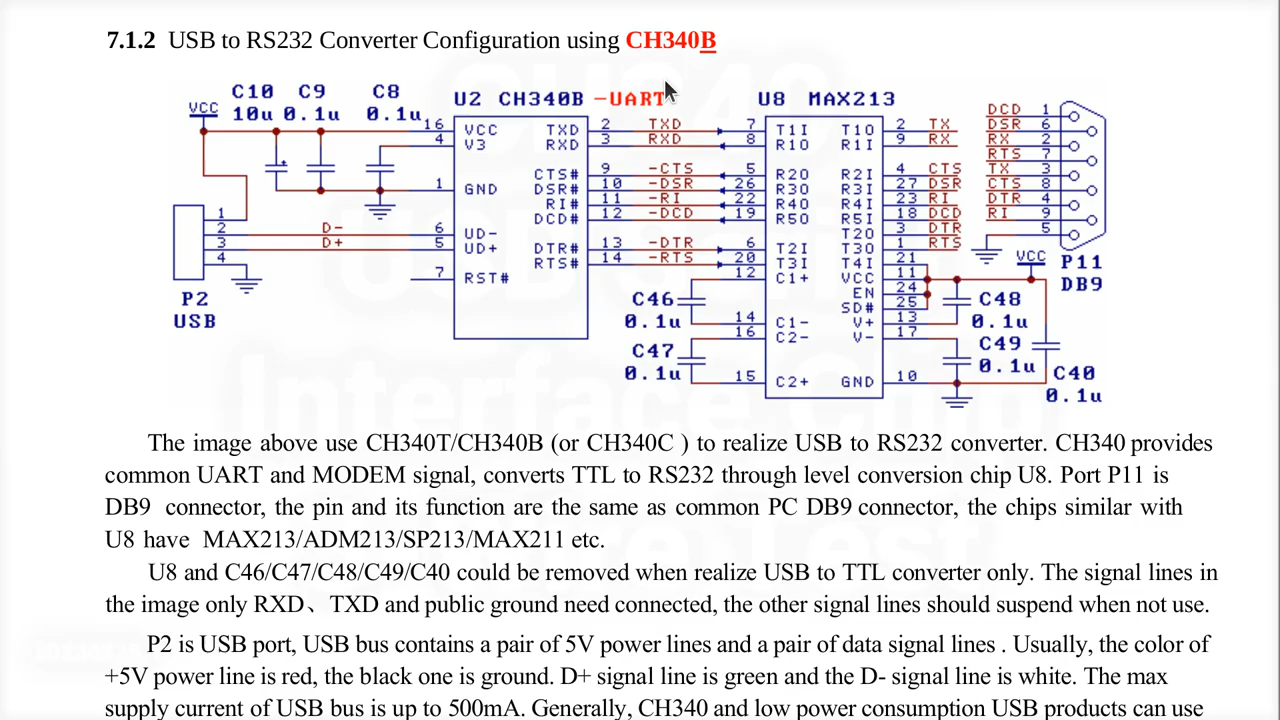 7.1.2 USB to RS232 Converter Configuration using CH340B
C10 C9 C8
VCC 10u 0.1u 0.1u
U2 CH340B -UART
U8 MAX213
16 VCC TXD 2 TXD 7 T1I T1O 2 TX
4 V3 RXD 3 RXD 8 R1O R1I 9 RX
CTS# 9 -CTS 5 R2O R2I 4 CTS
1 GND DSR# 10 -DSR 26 R3O R3I 27 DSR
RI# 11 -RI 22 R4O R4I 23 RI
DCD# 12 -DCD 19 R5O R5I 18 DCD
D- 6 UD- T2O 3 DTR
D+ 5 UD+ DTR# 13 -DTR 6 T2I T3O 1 RTS
RTS# 14 -RTS 20 T3I T4I 21
7 RST# 12 C1+ VCC 11
EN 24
SD# 25
14 C1- V+ 13
16 C2- V- 17
15 C2+ GND 10
1
2
3
4
P2
USB
C46
0.1u
C47
0.1u
DCD 1
DSR 6
RX 2
RTS 7
TX 3
CTS 8
DTR 4
RI 9
5
VCC P11
DB9
C48
0.1u
C49
0.1u
C40
0.1u
The image above use CH340T/CH340B (or CH340C ) to realize USB to RS232 converter. CH340 provides
common UART and MODEM signal, converts TTL to RS232 through level conversion chip U8. Port P11 is
DB9 connector, the pin and its function are the same as common PC DB9 connector, the chips similar with
U8 have MAX213/ADM213/SP213/MAX211 etc.
U8 and C46/C47/C48/C49/C40 could be removed when realize USB to TTL converter only. The signal lines in
the image only RXD、TXD and public ground need connected, the other signal lines should suspend when not use.
P2 is USB port, USB bus contains a pair of 5V power lines and a pair of data signal lines . Usually, the color of
+5V power line is red, the black one is ground. D+ signal line is green and the D- signal line is white. The max
supply current of USB bus is up to 500mA. Generally, CH340 and low power consumption USB products can use